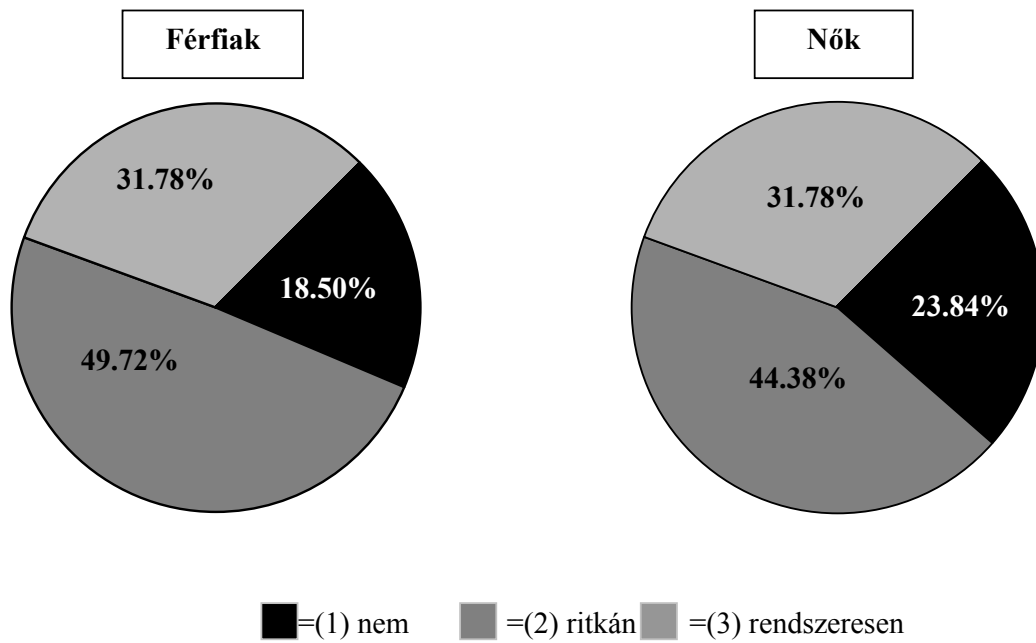 Férfiak
Nők
31.78%
18.50%
49.72%
31.78%
23.84%
44.38%
=(1) nem =(2) ritkán =(3) rendszeresen